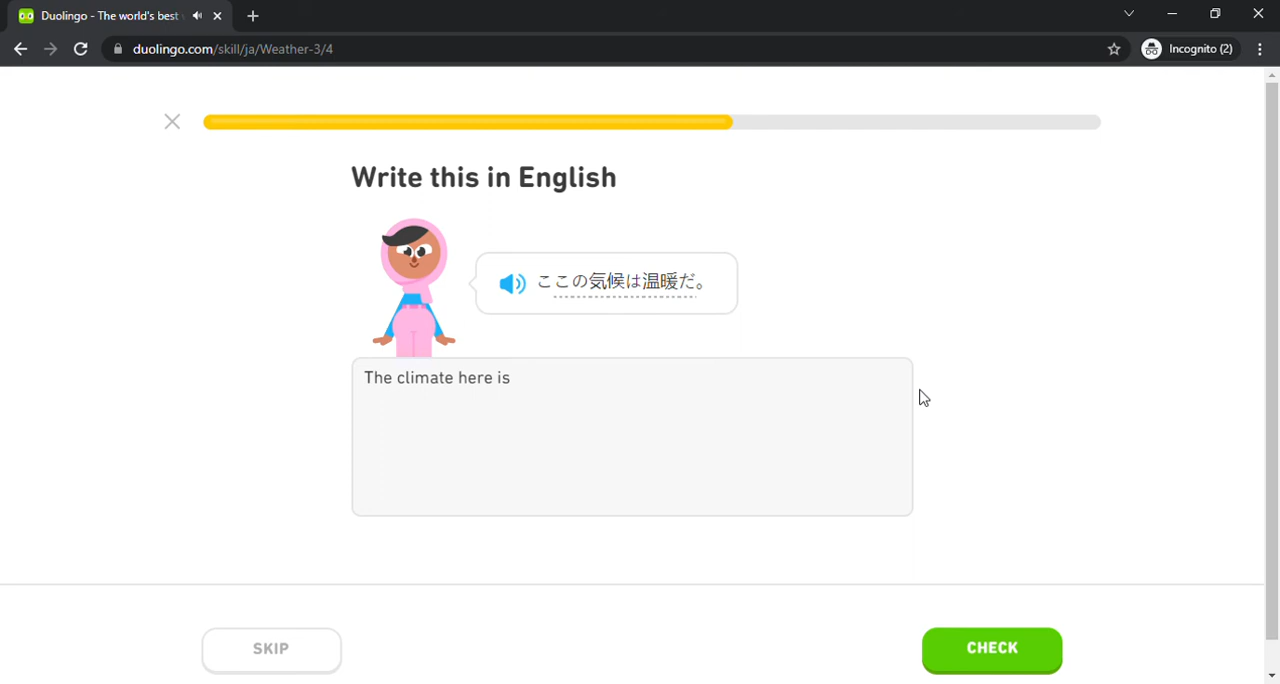 Duolingo - The world's best
duolingo.com/skill/ja/Weather-3/4
Incognito (2)
Write this in English
ここの気候は温暖だ。
The climate here is
SKIP
CHECK